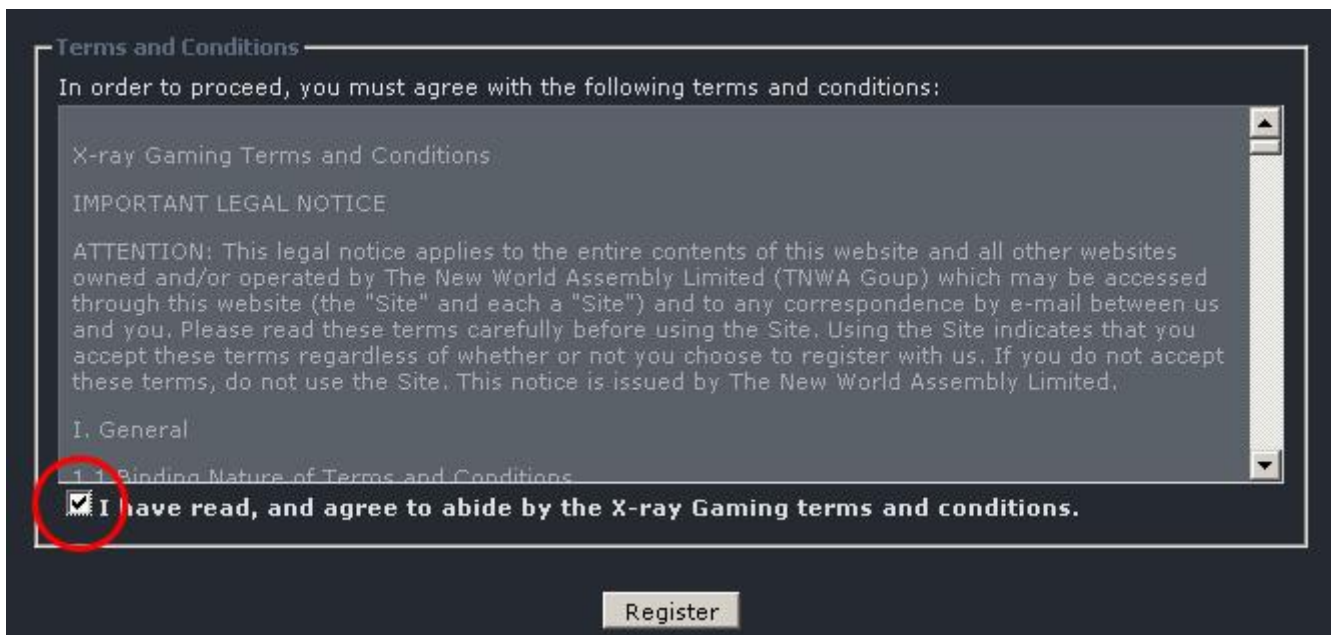 Terms and Conditions
In order to proceed, you must agree with the following terms and conditions:
X-ray Gaming Terms and Conditions
IMPORTANT LEGAL NOTICE
ATTENTION: This legal notice applies to the entire contents of this website and all other websites
owned and/or operated by The New World Assembly Limited (TNWA Goup) which may be accessed
through this website (the "Site" and each a "Site") and to any correspondence by e-mail between us
and you. Please read these terms carefully before using the Site. Using the Site indicates that you
accept these terms regardless of whether or not you choose to register with us. If you do not accept
these terms, do not use the Site. This notice is issued by The New World Assembly Limited.
I. General
1.1 Binding Nature of Terms and Conditions
I have read, and agree to abide by the X-ray Gaming terms and conditions.
Register